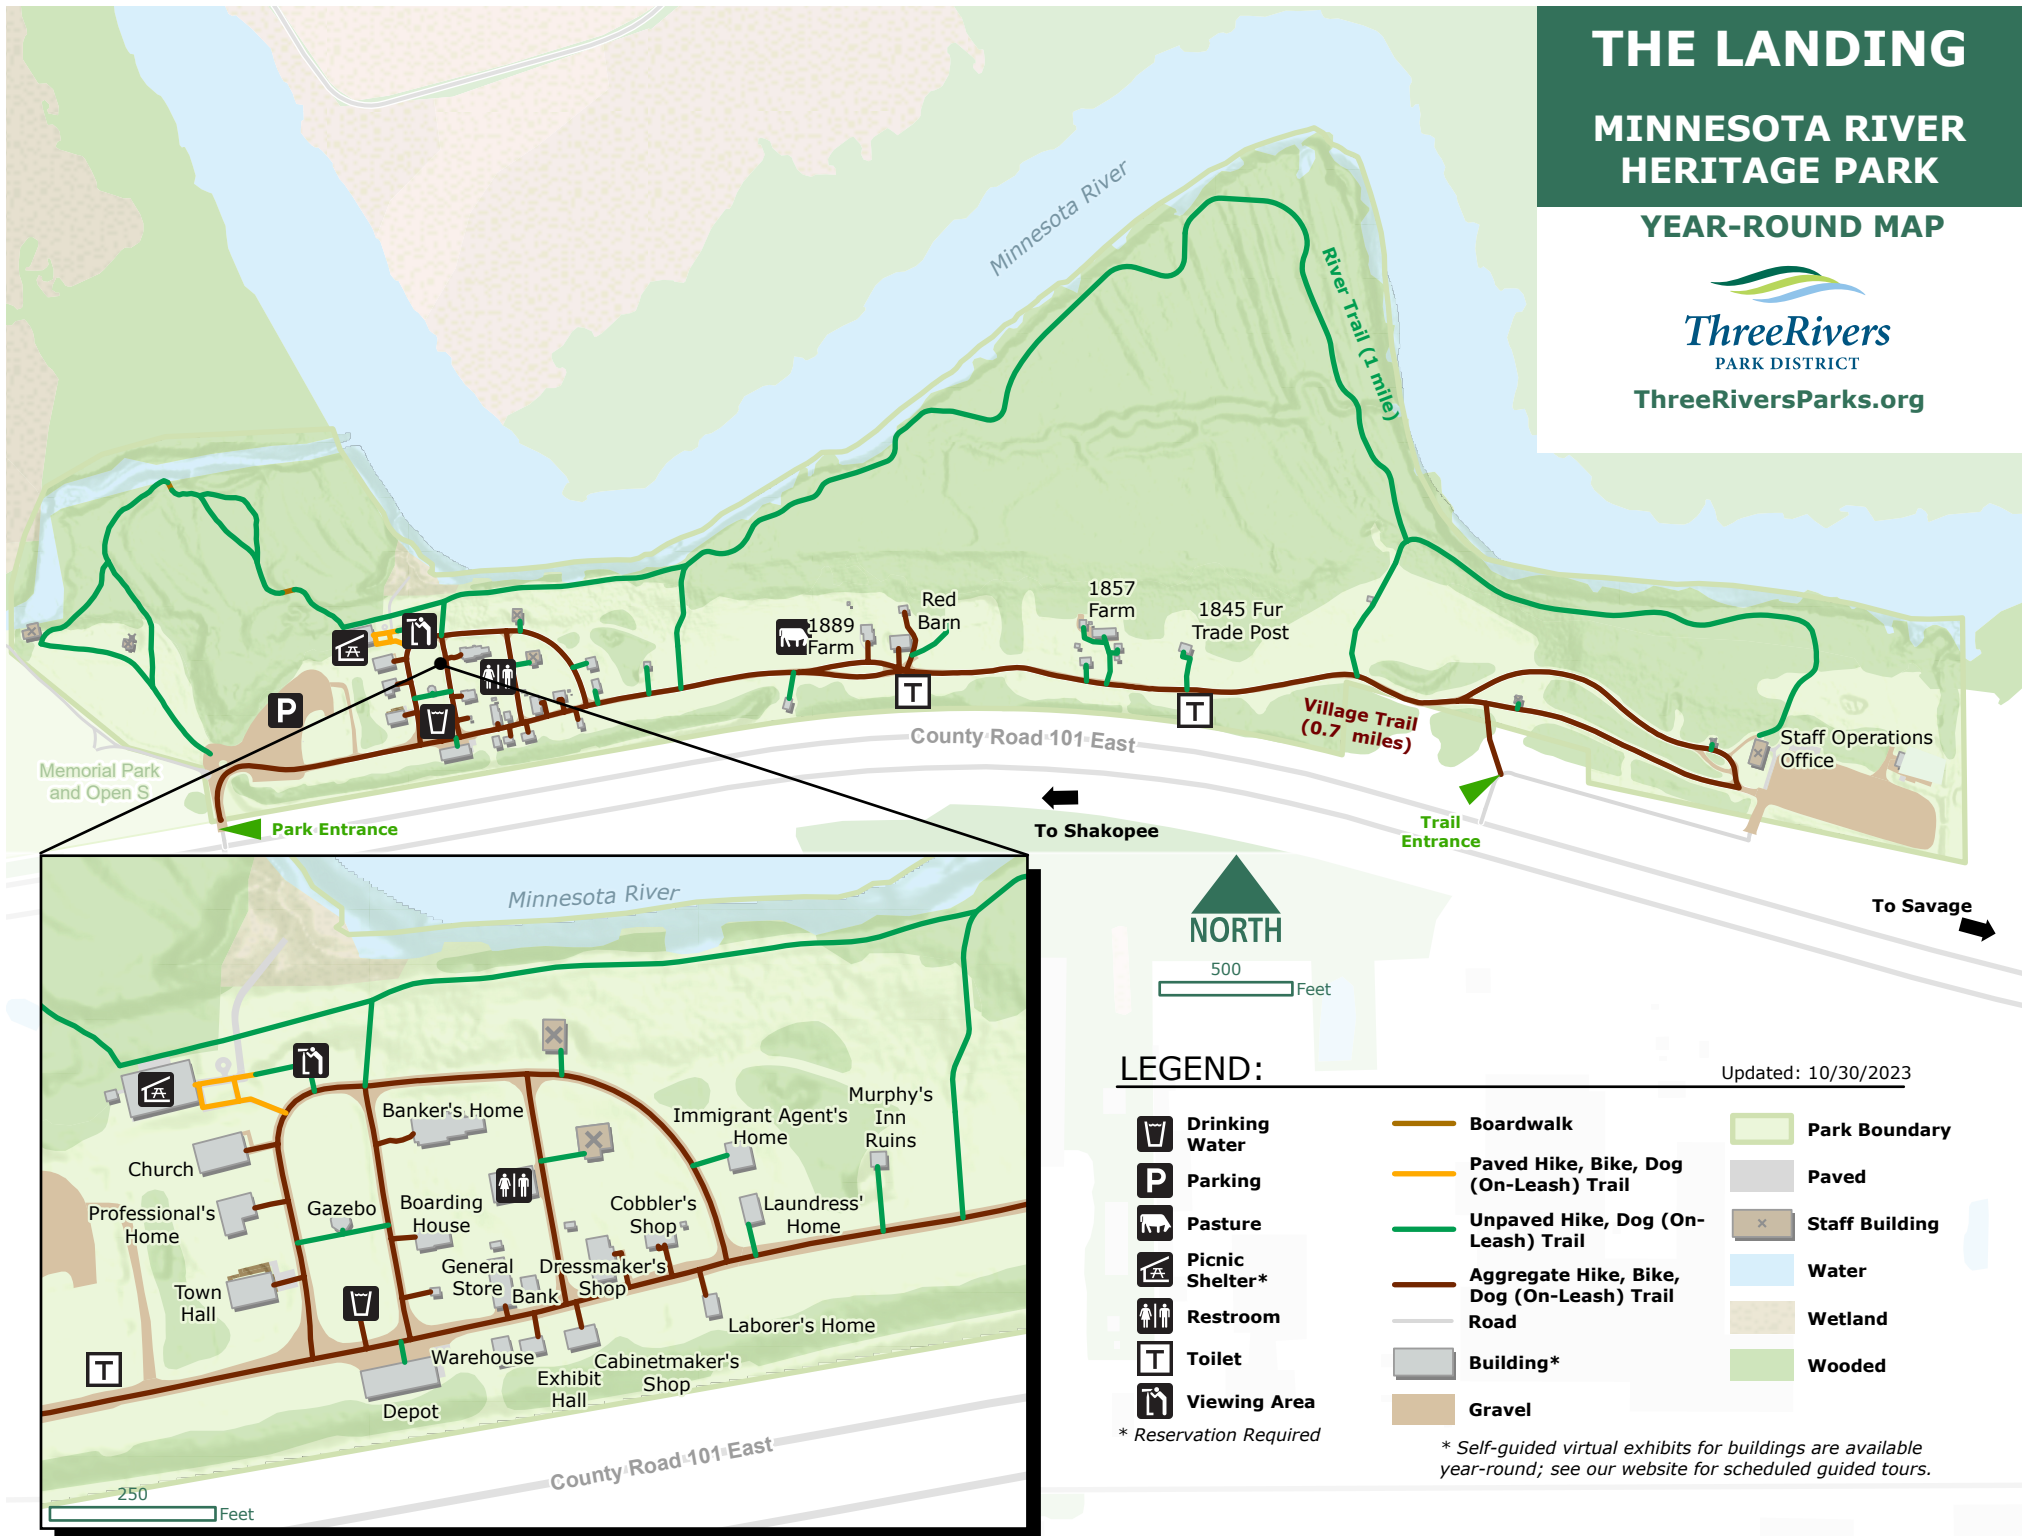 THE LANDING
MINNESOTA RIVER
HERITAGE PARK
YEAR-ROUND MAP
ThreeRivers
PARK DISTRICT
ThreeRiversParks.org
Minnesota River
River Trail (1 mile)
1889
Farm
Red
Barn
1857
Farm
1845 Fur
Trade Post
P
T
T
Village Trail
(0.7 miles)
County Road 101 East
Staff Operations
Office
Memorial Park
and Open S
Park Entrance
To Shakopee
Trail
Entrance
To Savage
NORTH
500
Feet
Minnesota River
Banker's Home
Immigrant Agent's
Home
Murphy's
Inn
Ruins
Church
Professional's
Home
Gazebo
Boarding
House
Cobbler's
Shop
Laundress'
Home
Town
Hall
General
Store
Bank
Dressmaker's
Shop
Laborer's Home
T
Warehouse
Exhibit
Hall
Cabinetmaker's
Shop
Depot
County Road 101 East
250
Feet
LEGEND:
Updated: 10/30/2023
Drinking
Water
P
Parking
Pasture
Picnic
Shelter*
Restroom
T
Toilet
Viewing Area
* Reservation Required
Boardwalk
Paved Hike, Bike, Dog
(On-Leash) Trail
Unpaved Hike, Dog (On-
Leash) Trail
Aggregate Hike, Bike,
Dog (On-Leash) Trail
Road
Building*
Gravel
Park Boundary
Paved
Staff Building
Water
Wetland
Wooded
* Self-guided virtual exhibits for buildings are available
year-round; see our website for scheduled guided tours.